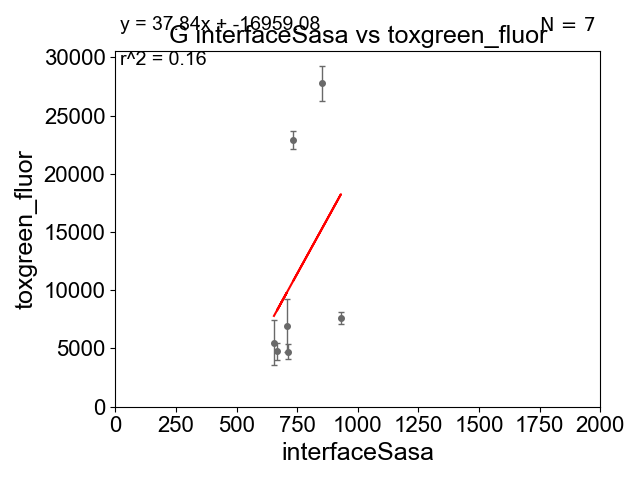 y = 37.84x + -16959.08
N = 7
G interfaceSasa vs toxgreen_fluor
r^2 = 0.16
30000
25000
20000
15000
10000
5000
0
toxgreen_fluor
0 250 500 750 1000 1250 1500 1750 2000
interfaceSasa